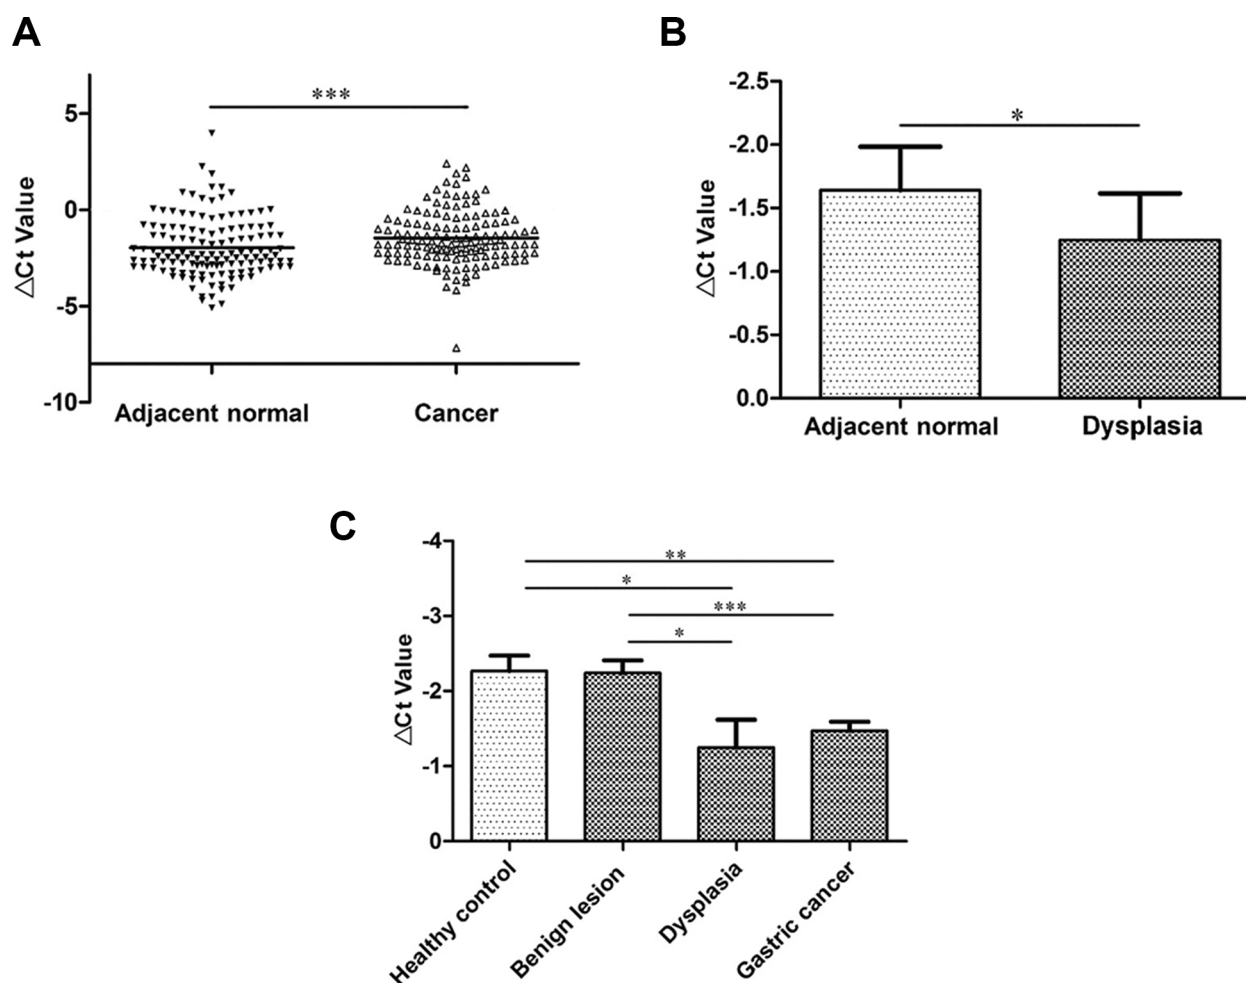 A
***
5
0
-5
-10
△Ct Value
Adjacent normal
Cancer
B
*
-2.5
-2.0
-1.5
-1.0
-0.5
0.0
△Ct Value
Adjacent normal
Dysplasia
C
**
*
***
*
-4
-3
-2
-1
0
△Ct Value
Healthy control
Benign lesion
Dysplasia
Gastric cancer